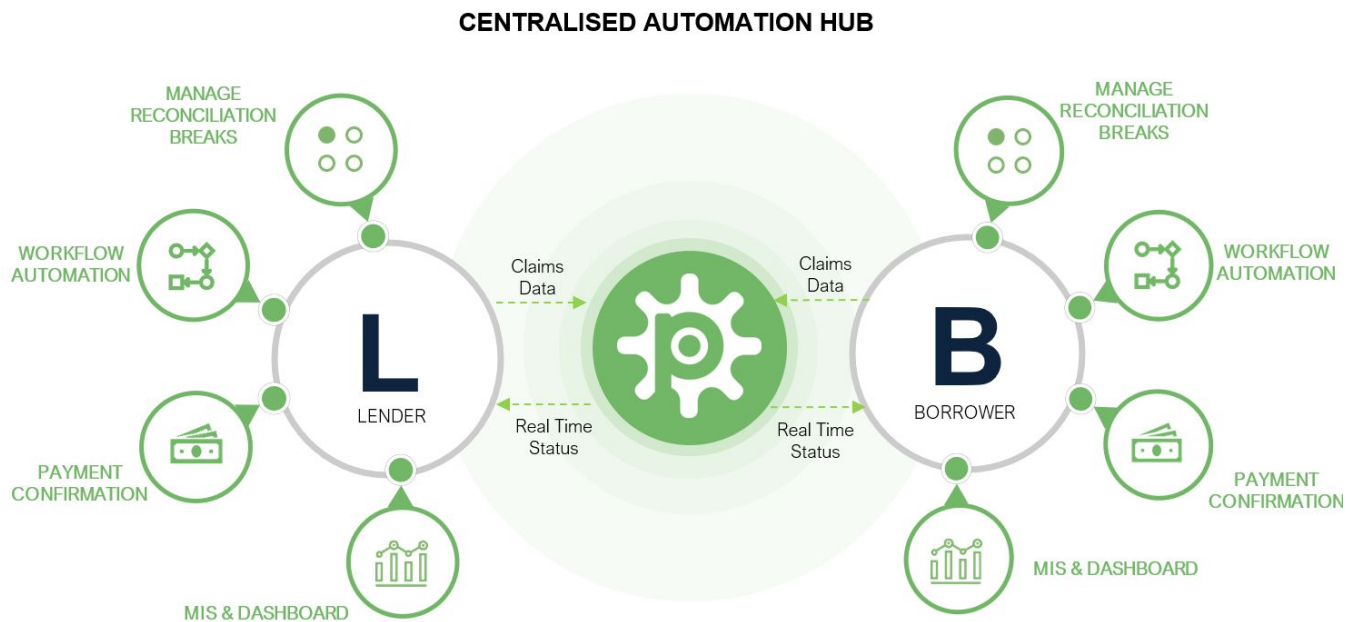 CENTRALISED AUTOMATION HUB
MANAGE
RECONCILIATION
BREAKS
WORKFLOW
AUTOMATION
PAYMENT
CONFIRMATION
MIS & DASHBOARD
L
LENDER
Claims
Data
Real Time
Status
p
Claims
Data
Real Time
Status
B
BORROWER
MANAGE
RECONCILIATION
BREAKS
WORKFLOW
AUTOMATION
PAYMENT
CONFIRMATION
MIS & DASHBOARD